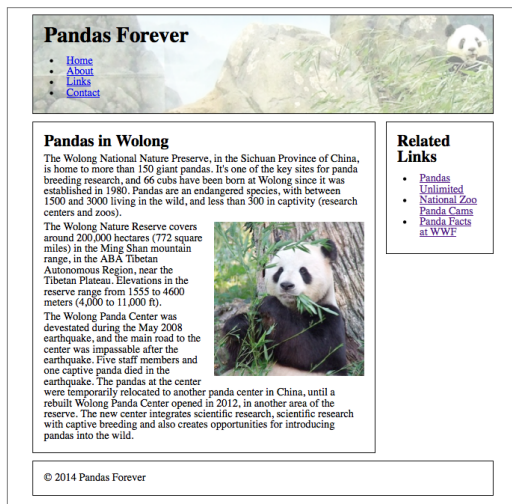 Pandas Forever
Home
About
Links
Contact
Pandas in Wolong
The Wolong National Nature Preserve, in the Sichuan Province of China,
is home to more than 150 giant pandas. It's one of the key sites for panda
breeding research, and 66 cubs have been born at Wolong since it was
established in 1980. Pandas are an endangered species, with between
1500 and 3000 living in the wild, and less than 300 in captivity (research
centers and zoos).
The Wolong Nature Reserve covers
around 200,000 hectares (772 square
miles) in the Ming Shan mountain
range, in the ABA Tibetan
Autonomous Region, near the
Tibetan Plateau. Elevations in the
reserve range from 1555 to 4600
meters (4,000 to 11,000 ft).
The Wolong Panda Center was
devestated during the May 2008
earthquake, and the main road to the
center was impassable after the
earthquake. Five staff members and
one captive panda died in the
earthquake. The pandas at the center
were temporarily relocated to another panda center in China, until a
rebuilt Wolong Panda Center opened in 2012, in another area of the
reserve. The new center integrates scientific research, scientific research
with captive breeding and also creates opportunities for introducing
pandas into the wild.
Related
Links
Pandas
Unlimited
National Zoo
Panda Cams
Panda Facts
at WWF
© 2014 Pandas Forever